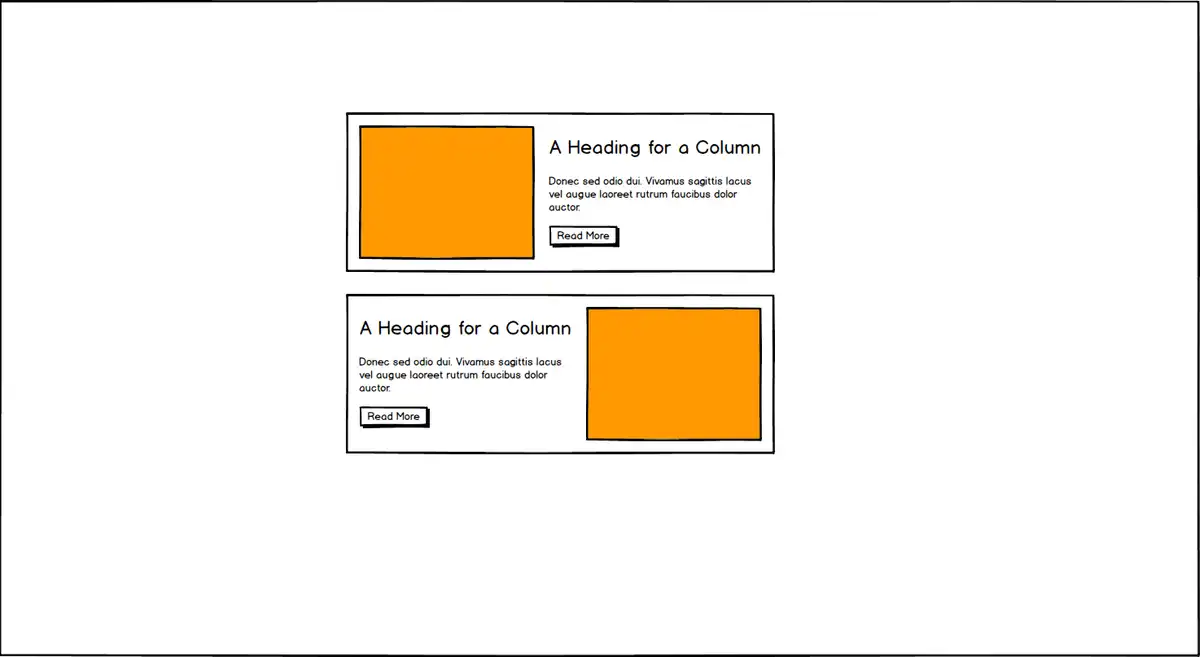 A Heading for a Column
Donec sed odio dui. Vivamus sagittis lacus
vel augue laoreet rutrum faucibus dolor
auctor.
Read More
A Heading for a Column
Donec sed odio dui. Vivamus sagittis lacus
vel augue laoreet rutrum faucibus dolor
auctor.
Read More